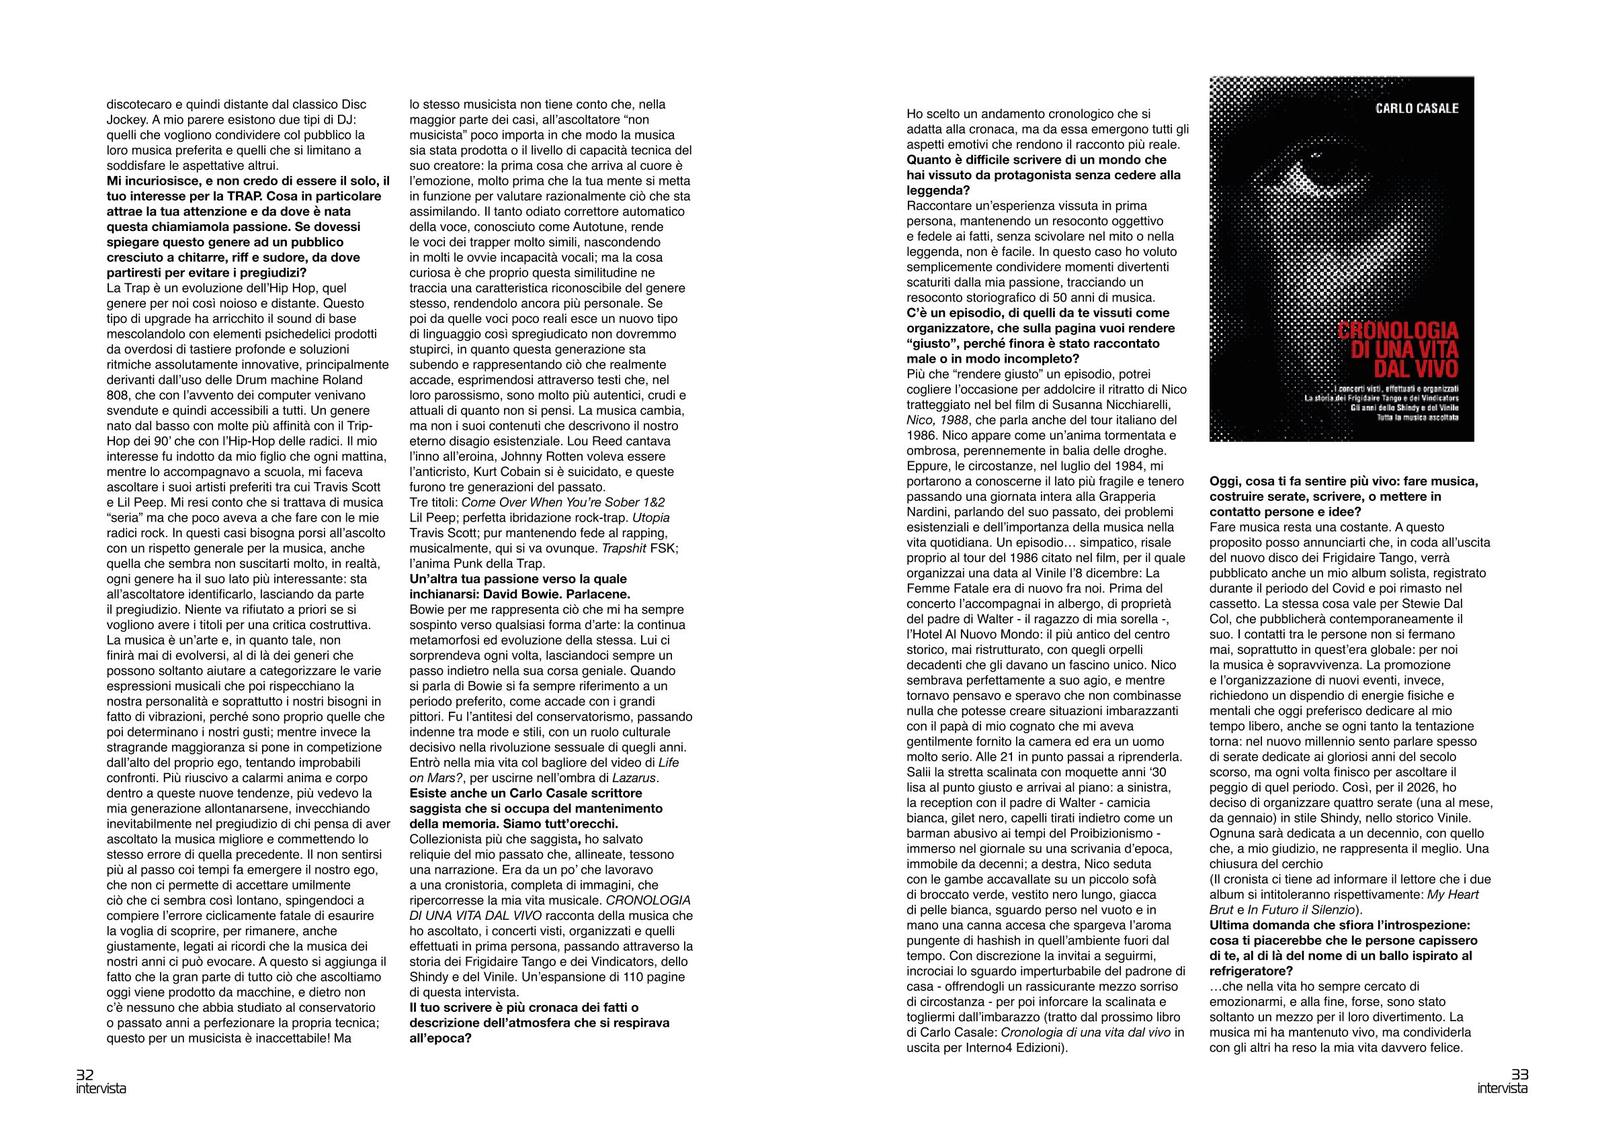 discotecaro e quindi distante dal classico Disc
Jockey. A mio parere esistono due tipi di DJ:
quelli che vogliono condividere col pubblico la
loro musica preferita e quelli che si limitano a
soddisfare le aspettative altrui.
Mi incuriosisce, e non credo di essere il solo, il
tuo interesse per la TRAP. Cosa in particolare
attrae la tua attenzione e da dove è nata
questa chiamiamola passione. Se dovessi
spiegare questo genere ad un pubblico
cresciuto a chitarre, riff e sudore, da dove
partiresti per evitare i pregiudizi?
La Trap è un evoluzione dell’Hip Hop, quel
genere per noi così noioso e distante. Questo
tipo di upgrade ha arricchito il sound di base
mescolandolo con elementi psichedelici prodotti
da overdosi di tastiere profonde e soluzioni
ritmiche assolutamente innovative, principalmente
derivanti dall’uso delle Drum machine Roland
808, che con l’avvento dei computer venivano
svendute e quindi accessibili a tutti. Un genere
nato dal basso con molte più affinità con il Trip-
Hop dei 90’ che con l’Hip-Hop delle radici. Il mio
interesse fu indotto da mio figlio che ogni mattina,
mentre lo accompagnavo a scuola, mi faceva
ascoltare i suoi artisti preferiti tra cui Travis Scott
e Lil Peep. Mi resi conto che si trattava di musica
“seria” ma che poco aveva a che fare con le mie
radici rock. In questi casi bisogna porsi all’ascolto
con un rispetto generale per la musica, anche
quella che sembra non suscitarti molto, in realtà,
ogni genere ha il suo lato più interessante: sta
all’ascoltatore identificarlo, lasciando da parte
il pregiudizio. Niente va rifiutato a priori se si
vogliono avere i titoli per una critica costruttiva.
La musica è un’arte e, in quanto tale, non
finirà mai di evolversi, al di là dei generi che
possono soltanto aiutare a categorizzare le varie
espressioni musicali che poi rispecchiano la
nostra personalità e soprattutto i nostri bisogni in
fatto di vibrazioni, perché sono proprio quelle che
poi determinano i nostri gusti; mentre invece la
stragrande maggioranza si pone in competizione
dall’alto del proprio ego, tentando improbabili
confronti. Più riuscivo a calarmi anima e corpo
dentro a queste nuove tendenze, più vedevo la
mia generazione allontanarsene, invecchiando
inevitabilmente nel pregiudizio di chi pensa di aver
ascoltato la musica migliore e commettendo lo
stesso errore di quella precedente. Il non sentirsi
più al passo coi tempi fa emergere il nostro ego,
che non ci permette di accettare umilmente
ciò che ci sembra così lontano, spingendoci a
compiere l’errore ciclicamente fatale di esaurire
la voglia di scoprire, per rimanere, anche
giustamente, legati ai ricordi che la musica dei
nostri anni ci può evocare. A questo si aggiunga il
fatto che la gran parte di tutto ciò che ascoltiamo
oggi viene prodotto da macchine, e dietro non
c’è nessuno che abbia studiato al conservatorio
o passato anni a perfezionare la propria tecnica;
questo per un musicista è inaccettabile! Ma
lo stesso musicista non tiene conto che, nella
maggior parte dei casi, all’ascoltatore “non
musicista” poco importa in che modo la musica
sia stata prodotta o il livello di capacità tecnica del
suo creatore: la prima cosa che arriva al cuore è
l’emozione, molto prima che la tua mente si metta
in funzione per valutare razionalmente ciò che sta
assimilando. Il tanto odiato correttore automatico
della voce, conosciuto come Autotune, rende
le voci dei trapper molto simili, nascondendo
in molti le ovvie incapacità vocali; ma la cosa
curiosa è che proprio questa similitudine ne
traccia una caratteristica riconoscibile del genere
stesso, rendendolo ancora più personale. Se
poi da quelle voci poco reali esce un nuovo tipo
di linguaggio così spregiudicato non dovremmo
stupirci, in quanto questa generazione sta
subendo e rappresentando ciò che realmente
accade, esprimendosi attraverso testi che, nel
loro parossismo, sono molto più autentici, crudi e
attuali di quanto non si pensi. La musica cambia,
ma non i suoi contenuti che descrivono il nostro
eterno disagio esistenziale. Lou Reed cantava
l’inno all’eroina, Johnny Rotten voleva essere
l’anticristo, Kurt Cobain si è suicidato, e queste
furono tre generazioni del passato.
Tre titoli: Come Over When You’re Sober 1&2
Lil Peep; perfetta ibridazione rock-trap. Utopia
Travis Scott; pur mantenendo fede al rapping,
musicalmente, qui si va ovunque. Trapshit FSK;
l’anima Punk della Trap.
Un’altra tua passione verso la quale
inchianarsi: David Bowie. Parlacene.
Bowie per me rappresenta ciò che mi ha sempre
sospinto verso qualsiasi forma d’arte: la continua
metamorfosi ed evoluzione della stessa. Lui ci
sorprendeva ogni volta, lasciandoci sempre un
passo indietro nella sua corsa geniale. Quando
si parla di Bowie si fa sempre riferimento a un
periodo preferito, come accade con i grandi
pittori. Fu l’antitesi del conservatorismo, passando
indenne tra mode e stili, con un ruolo culturale
decisivo nella rivoluzione sessuale di quegli anni.
Entrò nella mia vita col bagliore del video di Life
on Mars?, per uscirne nell’ombra di Lazarus.
Esiste anche un Carlo Casale scrittore
saggista che si occupa del mantenimento
della memoria. Siamo tutt’orecchi.
Collezionista più che saggista, ho salvato
reliquie del mio passato che, allineate, tessono
una narrazione. Era da un po’ che lavoravo
a una cronistoria, completa di immagini, che
ripercorresse la mia vita musicale. CRONOLOGIA
DI UNA VITA DAL VIVO racconta della musica che
ho ascoltato, i concerti visti, organizzati e quelli
effettuati in prima persona, passando attraverso la
storia dei Frigidaire Tango e dei Vindicators, dello
Shindy e del Vinile. Un’espansione di 110 pagine
di questa intervista.
Il tuo scrivere è più cronaca dei fatti o
descrizione dell’atmosfera che si respirava
all’epoca?
32
intervista
Ho scelto un andamento cronologico che si
adatta alla cronaca, ma da essa emergono tutti gli
aspetti emotivi che rendono il racconto più reale.
Quanto è difficile scrivere di un mondo che
hai vissuto da protagonista senza cedere alla
leggenda?
Raccontare un’esperienza vissuta in prima
persona, mantenendo un resoconto oggettivo
e fedele ai fatti, senza scivolare nel mito o nella
leggenda, non è facile. In questo caso ho voluto
semplicemente condividere momenti divertenti
scaturiti dalla mia passione, tracciando un
resoconto storiografico di 50 anni di musica.
C’è un episodio, di quelli da te vissuti come
organizzatore, che sulla pagina vuoi rendere
“giusto”, perché finora è stato raccontato
male o in modo incompleto?
Più che “rendere giusto” un episodio, potrei
cogliere l’occasione per addolcire il ritratto di Nico
tratteggiato nel bel film di Susanna Nicchiarelli,
Nico, 1988, che parla anche del tour italiano del
1986. Nico appare come un’anima tormentata e
ombrosa, perennemente in balia delle droghe.
Eppure, le circostanze, nel luglio del 1984, mi
portarono a conoscerne il lato più fragile e tenero
passando una giornata intera alla Grapperia
Nardini, parlando del suo passato, dei problemi
esistenziali e dell’importanza della musica nella
vita quotidiana. Un episodio… simpatico, risale
proprio al tour del 1986 citato nel film, per il quale
organizzai una data al Vinile l’8 dicembre: La
Femme Fatale era di nuovo fra noi. Prima del
concerto l’accompagnai in albergo, di proprietà
del padre di Walter - il ragazzo di mia sorella -,
l’Hotel Al Nuovo Mondo: il più antico del centro
storico, mai ristrutturato, con quegli orpelli
decadenti che gli davano un fascino unico. Nico
sembrava perfettamente a suo agio, e mentre
tornavo pensavo e speravo che non combinasse
nulla che potesse creare situazioni imbarazzanti
con il papà di mio cognato che mi aveva
gentilmente fornito la camera ed era un uomo
molto serio. Alle 21 in punto passai a riprenderla.
Salii la stretta scalinata con moquette anni ‘30
lisa al punto giusto e arrivai al piano: a sinistra,
la reception con il padre di Walter - camicia
bianca, gilet nero, capelli tirati indietro come un
barman abusivo ai tempi del Proibizionismo -
immerso nel giornale su una scrivania d’epoca,
immobile da decenni; a destra, Nico seduta
con le gambe accavallate su un piccolo sofà
di broccato verde, vestito nero lungo, giacca
di pelle bianca, sguardo perso nel vuoto e in
mano una canna accesa che spargeva l’aroma
pungente di hashish in quell’ambiente fuori dal
tempo. Con discrezione la invitai a seguirmi,
incrociai lo sguardo imperturbabile del padrone di
casa - offrendogli un rassicurante mezzo sorriso
di circostanza - per poi inforcare la scalinata e
togliermi dall’imbarazzo (tratto dal prossimo libro
di Carlo Casale: Cronologia di una vita dal vivo in
uscita per Interno4 Edizioni).
CARLO CASALE
CRONOLOGIA
DI UNA VITA
DAL VIVO
I concerti visti, effettuati e organizzati
La storia dei Frigidaire Tango e dei Vindicators
Gli anni dello Shindy e del Vinile
Tutta la musica ascoltata
Oggi, cosa ti fa sentire più vivo: fare musica,
costruire serate, scrivere, o mettere in
contatto persone e idee?
Fare musica resta una costante. A questo
proposito posso annunciarti che, in coda all’uscita
del nuovo disco dei Frigidaire Tango, verrà
pubblicato anche un mio album solista, registrato
durante il periodo del Covid e poi rimasto nel
cassetto. La stessa cosa vale per Stewie Dal
Col, che pubblicherà contemporaneamente il
suo. I contatti tra le persone non si fermano
mai, soprattutto in quest’era globale: per noi
la musica è sopravvivenza. La promozione
e l’organizzazione di nuovi eventi, invece,
richiedono un dispendio di energie fisiche e
mentali che oggi preferisco dedicare al mio
tempo libero, anche se ogni tanto la tentazione
torna: nel nuovo millennio sento parlare spesso
di serate dedicate ai gloriosi anni del secolo
scorso, ma ogni volta finisco per ascoltare il
peggio di quel periodo. Così, per il 2026, ho
deciso di organizzare quattro serate (una al mese,
da gennaio) in stile Shindy, nello storico Vinile.
Ognuna sarà dedicata a un decennio, con quello
che, a mio giudizio, ne rappresenta il meglio. Una
chiusura del cerchio
(Il cronista ci tiene ad informare il lettore che i due
album si intitoleranno rispettivamente: My Heart
Brut e In Futuro il Silenzio).
Ultima domanda che sfiora l’introspezione:
cosa ti piacerebbe che le persone capissero
di te, al di là del nome di un ballo ispirato al
refrigeratore?
…che nella vita ho sempre cercato di
emozionarmi, e alla fine, forse, sono stato
soltanto un mezzo per il loro divertimento. La
musica mi ha mantenuto vivo, ma condividerla
con gli altri ha reso la mia vita davvero felice.
33
intervista